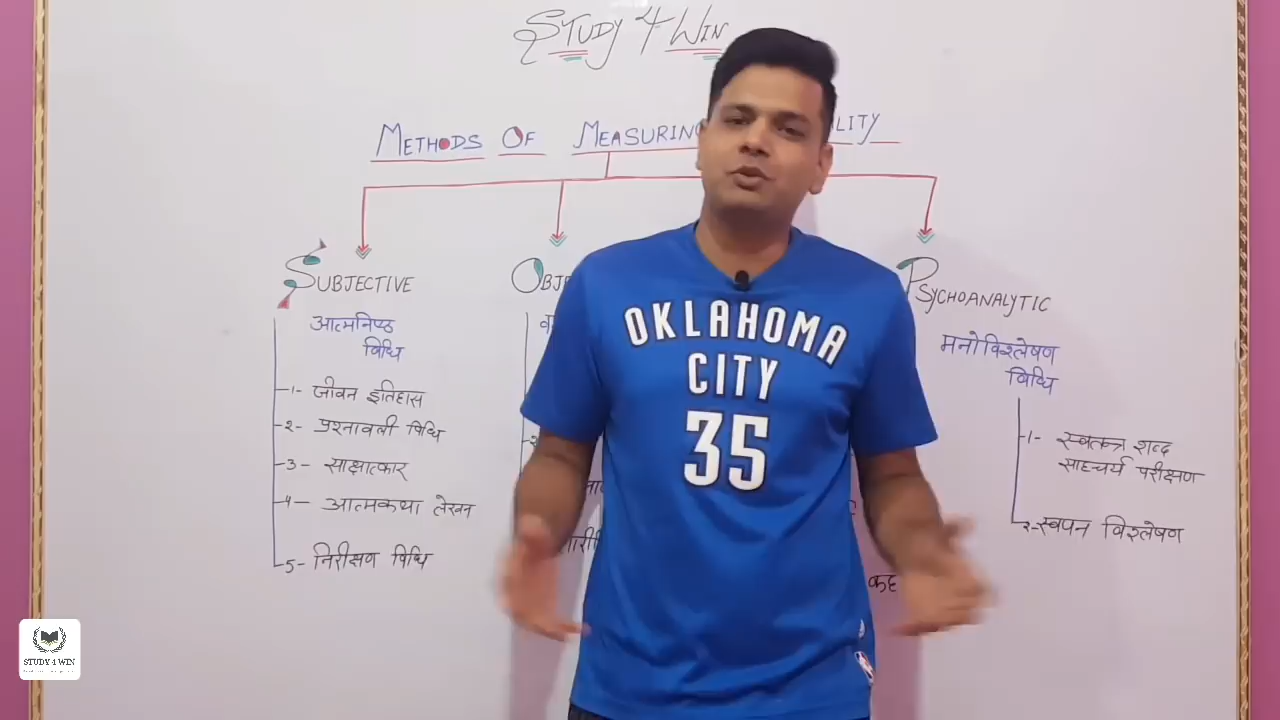 STUDY 4 WIN
METHODS OF MEASURING
SUBJECTIVE
आत्मनिष्ठ
विधि
1- जीवन इतिहास
2- प्रश्नावली विधि
3- साक्षात्कार
4- आत्मकथा लेखन
5- निरीक्षण विधि
PSYCHOANALYTIC
मनोविश्लेषण
विधि
1- स्वतन्त्र शब्द
साहचर्य परीक्षण
2- स्वपन विश्लेषण
OKLAHOMA
CITY
35
STUDY 4 WIN